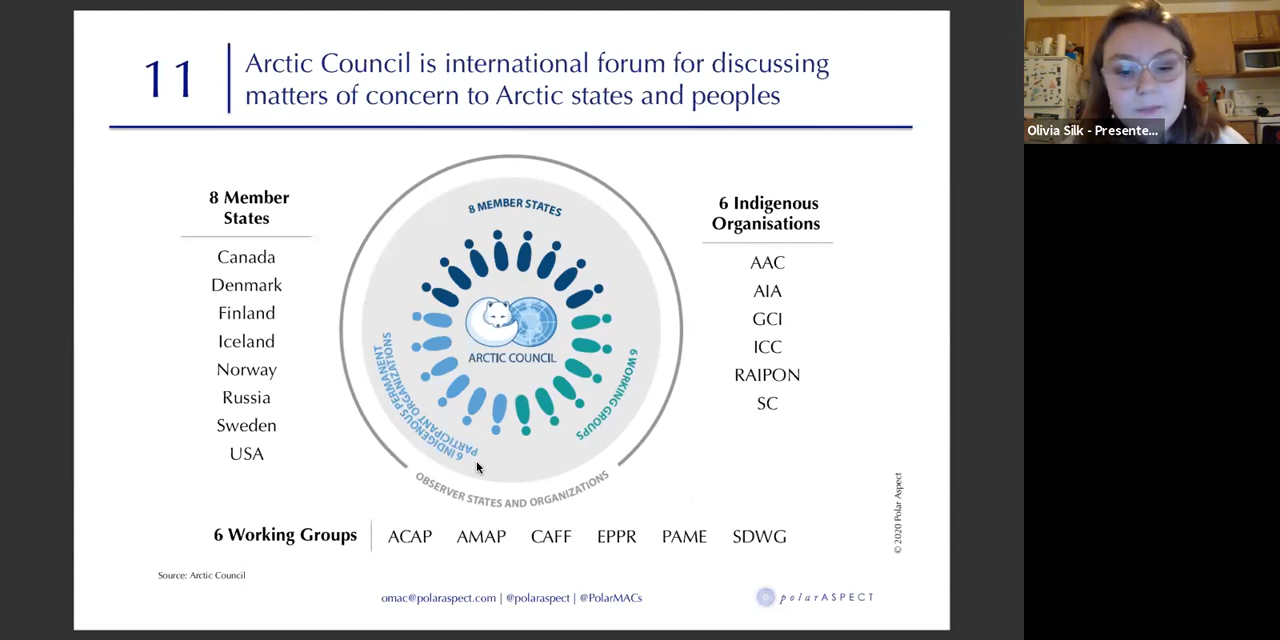 11
Arctic Council is international forum for discussing
matters of concern to Arctic states and peoples
8 Member
States
Canada
Denmark
Finland
Iceland
Norway
Russia
Sweden
USA
8 MEMBER STATES
ARCTIC COUNCIL
6 WORKING GROUPS
6 INDIGENOUS PERMANENT
PARTICIPANT ORGANIZATIONS
OBSERVER STATES AND ORGANIZATIONS
6 Indigenous
Organisations
AAC
AIA
GCI
ICC
RAIPON
SC
6 Working Groups
ACAP AMAP CAFF EPPR PAME SDWG
© 2020 Polar Aspect
Source: Arctic Council
omac@polaraspect.com | @polaraspect | @PolarMACs
polarASPECT
Olivia Silk - Presente...